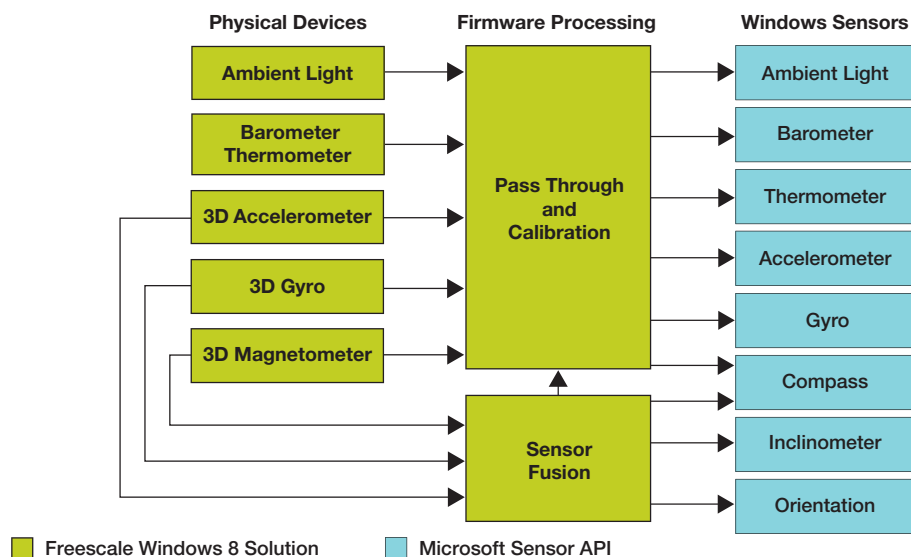 Physical Devices
Firmware Processing
Windows Sensors
Ambient Light
Barometer
Thermometer
3D Accelerometer
3D Gyro
3D Magnetometer
Pass Through
and
Calibration
Sensor
Fusion
Ambient Light
Barometer
Thermometer
Accelerometer
Gyro
Compass
Inclinometer
Orientation
Freescale Windows 8 Solution
Microsoft Sensor API